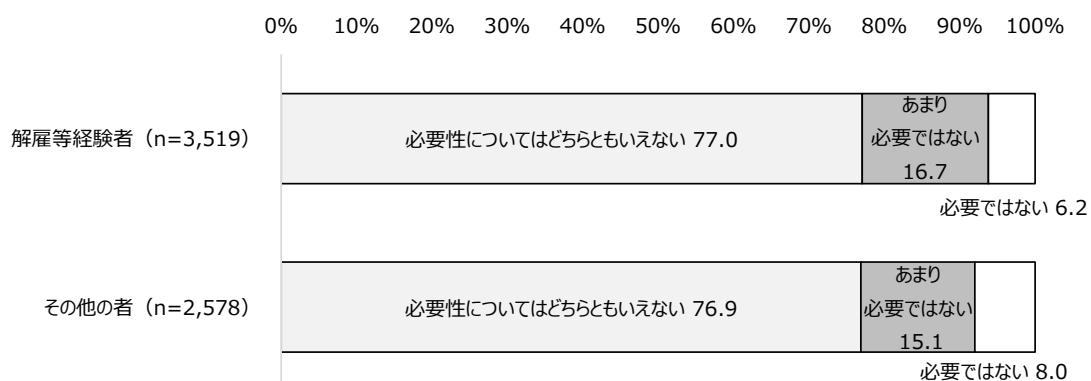 0% 10% 20% 30% 40% 50% 60% 70% 80% 90% 100%
解雇等経験者（n=3,519）
必要性についてはどちらともいえない 77.0
あまり
必要ではない
16.7
必要ではない 6.2
その他の者（n=2,578）
必要性についてはどちらともいえない 76.9
あまり
必要ではない
15.1
必要ではない 8.0